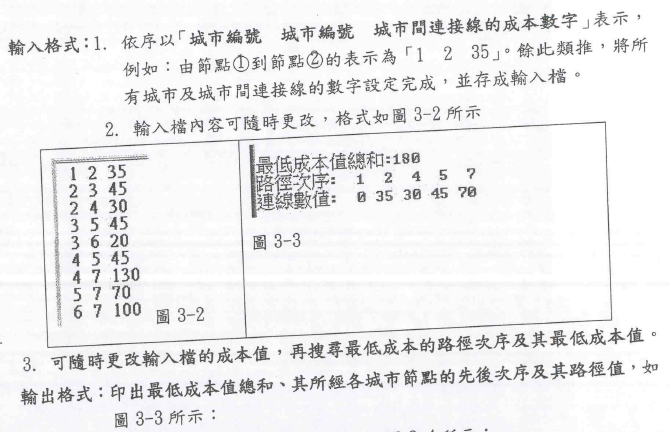 輸入格式:1. 依序以「城市編號 城市編號 城市間連接線的成本數字」表示,
例如:由節點①到節點②的表示為「1 2 35」。餘此類推,將所
有城市及城市間連接線的數字設定完成,並存成輸入檔。
2. 輸入檔內容可隨時更改,格式如圖 3-2 所示
1 2 35
2 3 45
2 4 30
3 5 45
3 6 20
4 5 45
4 7 130
5 7 70
6 7 100
圖 3-2
最低成本值總和:180
路徑次序: 1 2 4 5 7
連線數值: 0 35 30 45 70
圖 3-3
3. 可隨時更改輸入檔的成本值,再搜尋最低成本的路徑次序及其最低成本值。
輸出格式:印出最低成本值總和、其所經各城市節點的先後次序及其路徑值,如
圖 3-3 所示: